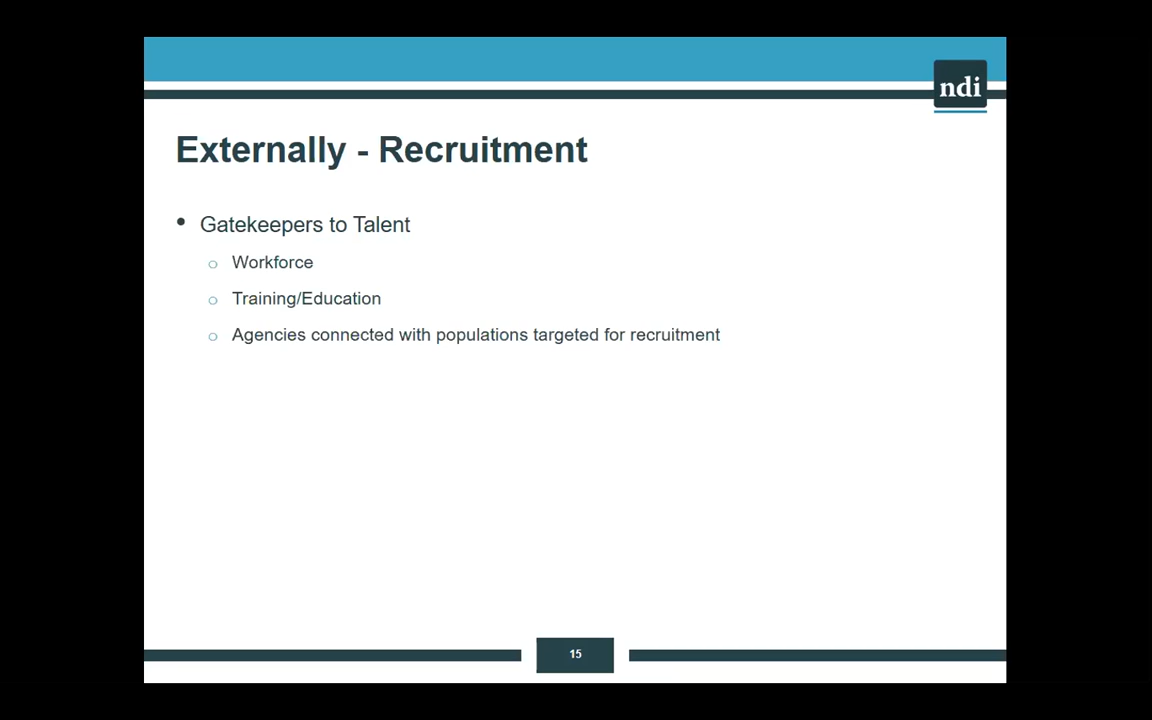 ndi
Externally - Recruitment
• Gatekeepers to Talent
o Workforce
o Training/Education
o Agencies connected with populations targeted for recruitment
15